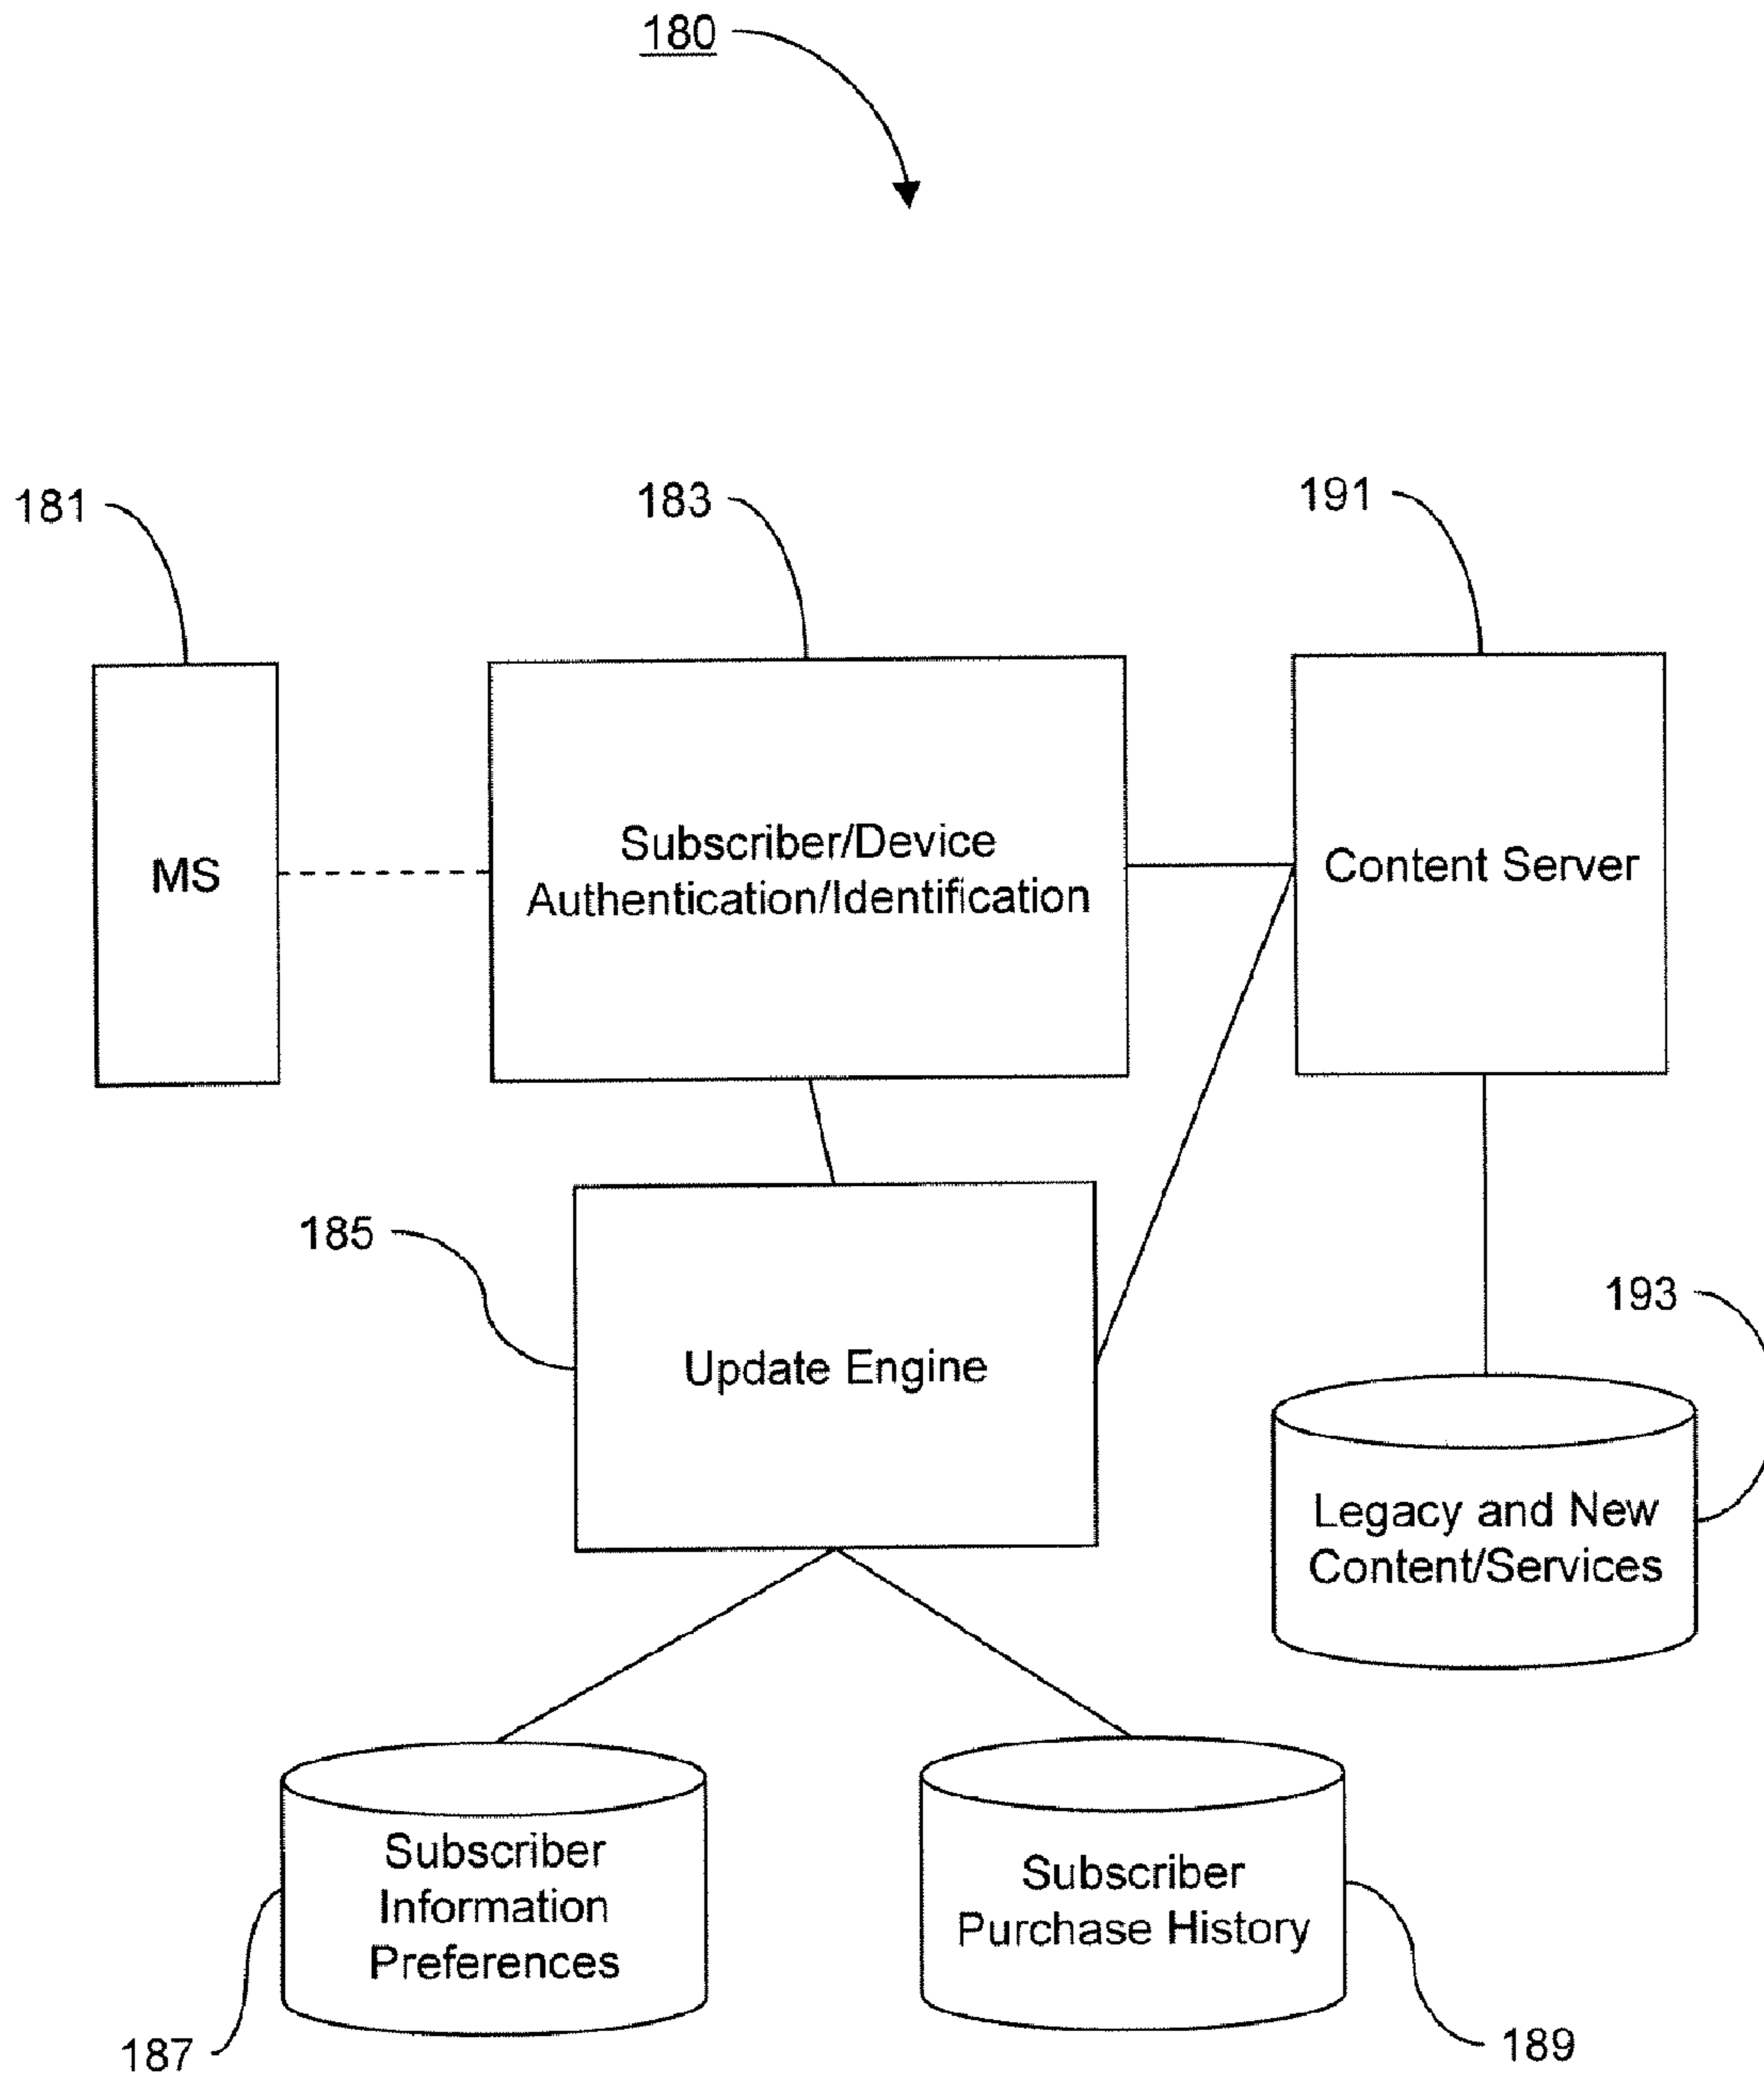 180
181
183
191
MS
Subscriber/Device
Authentication/Identification
Content Server
185
Update Engine
193
Legacy and New
Content/Services
Subscriber
Information
Preferences
Subscriber
Purchase History
187
189